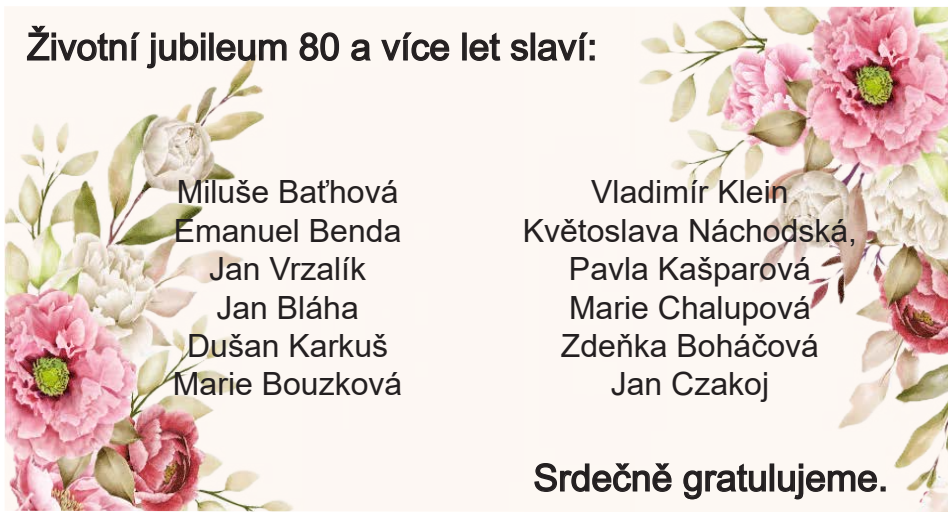 Životní jubileum 80 a více let slaví:
Miluše Baťhová
Emanuel Benda
Jan Vrzalík
Jan Bláha
Dušan Karkuš
Marie Bouzková
Vladimír Klein
Květoslava Náchodská,
Pavla Kašparová
Marie Chalupová
Zdeňka Boháčová
Jan Czakoj
Srdečně gratulujeme.